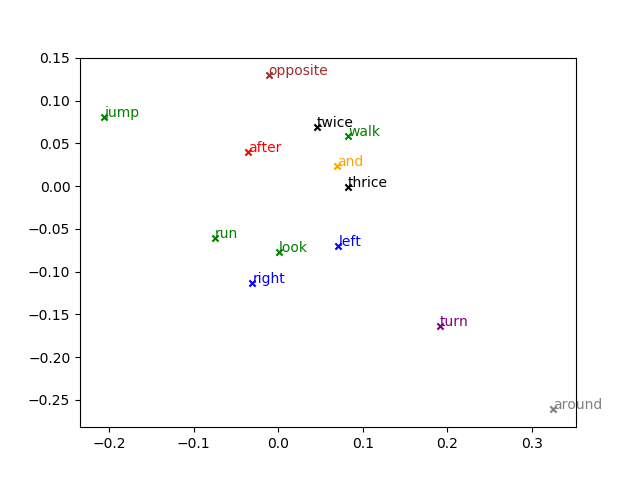 0.15
0.10
0.05
0.00
−0.05
−0.10
−0.15
−0.20
−0.25
opposite
jump
twice
walk
after
and
thrice
run
left
look
right
turn
around
−0.2
−0.1
0.0
0.1
0.2
0.3